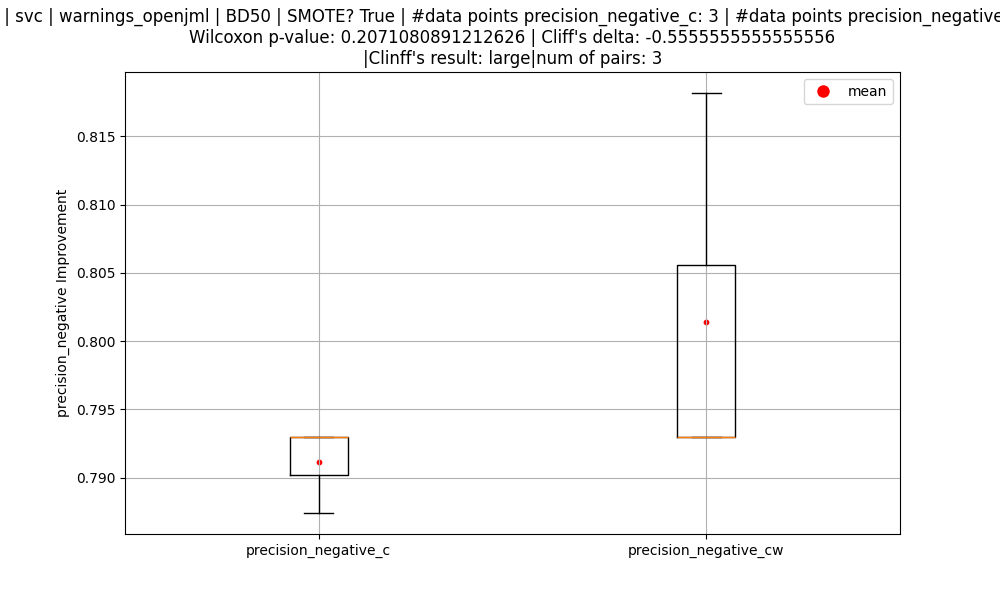 | svc | warnings_openjml | BD50 | SMOTE? True | #data points precision_negative_c: 3 | #data points precision_negative
Wilcoxon p-value: 0.2071080891212626 | Cliff's delta: -0.5555555555555556
|Clinff's result: large|num of pairs: 3
mean
0.815
0.810
0.805
0.800
0.795
0.790
precision_negative Improvement
precision_negative_c
precision_negative_cw